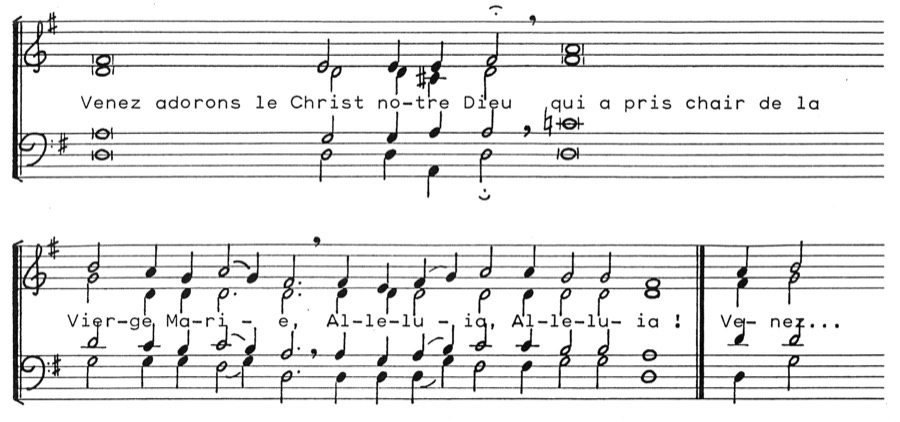 Venez adorons le Christ no-tre Dieu qui a pris chair de la
Vier-ge Ma-ri - e, Al-le-lu - ia, Al-le-lu- ia ! Ve- nez...